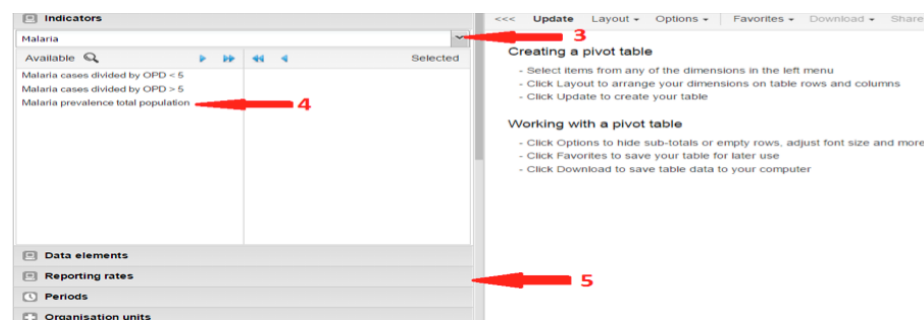 Indicators
Malaria
3
Available
Selected
Malaria cases divided by OPD < 5
Malaria cases divided by OPD > 5
Malaria prevalence total population
4
Data elements
Reporting rates
5
Periods
Organisation units
<<< Update Layout Options Favorites Download Share
Creating a pivot table
- Select items from any of the dimensions in the left menu
- Click Layout to arrange your dimensions on table rows and columns
- Click Update to create your table
Working with a pivot table
- Click Options to hide sub-totals or empty rows, adjust font size and more
- Click Favorites to save your table for later use
- Click Download to save table data to your computer